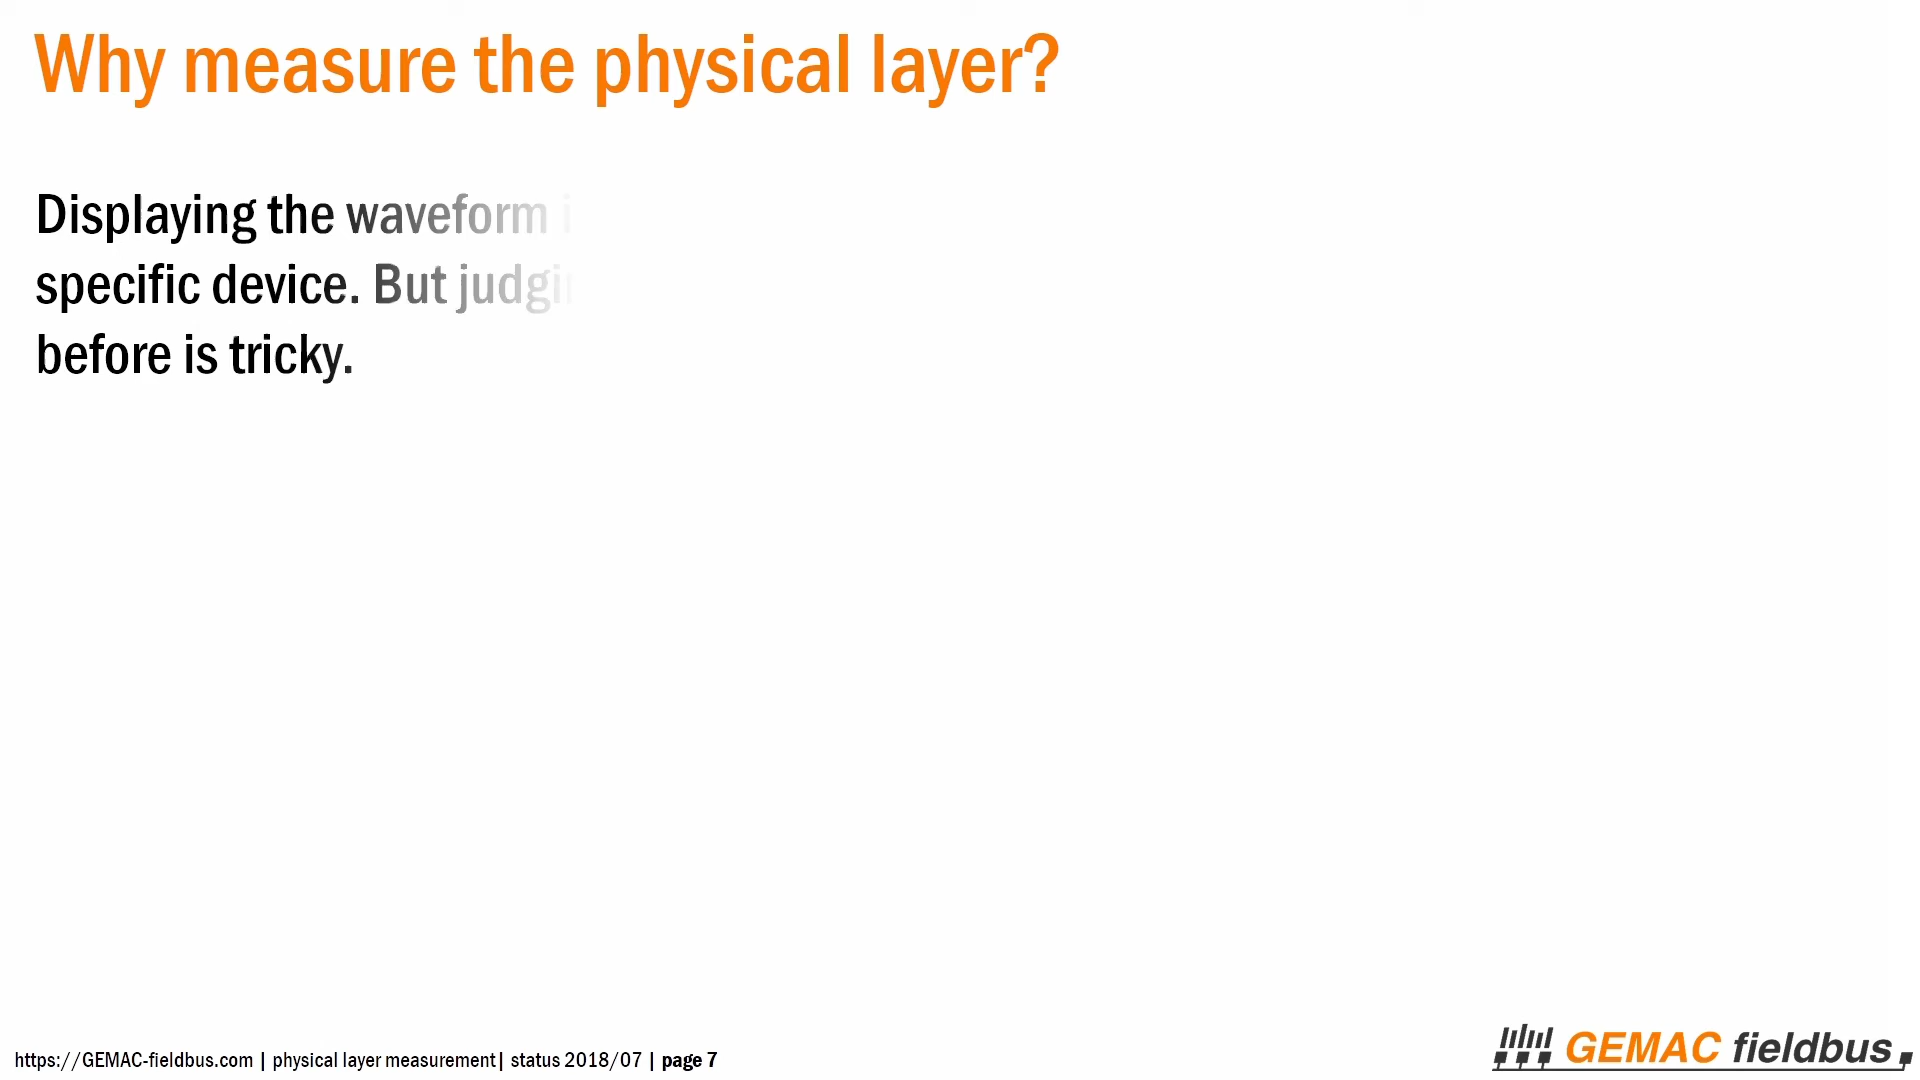 Why measure the physical layer?
Displaying the waveform
specific device. But
before is tricky.
https://GEMAC-fieldbus.com | physical layer measurement| status 2018/07 | page 7
GEMAC fieldbus